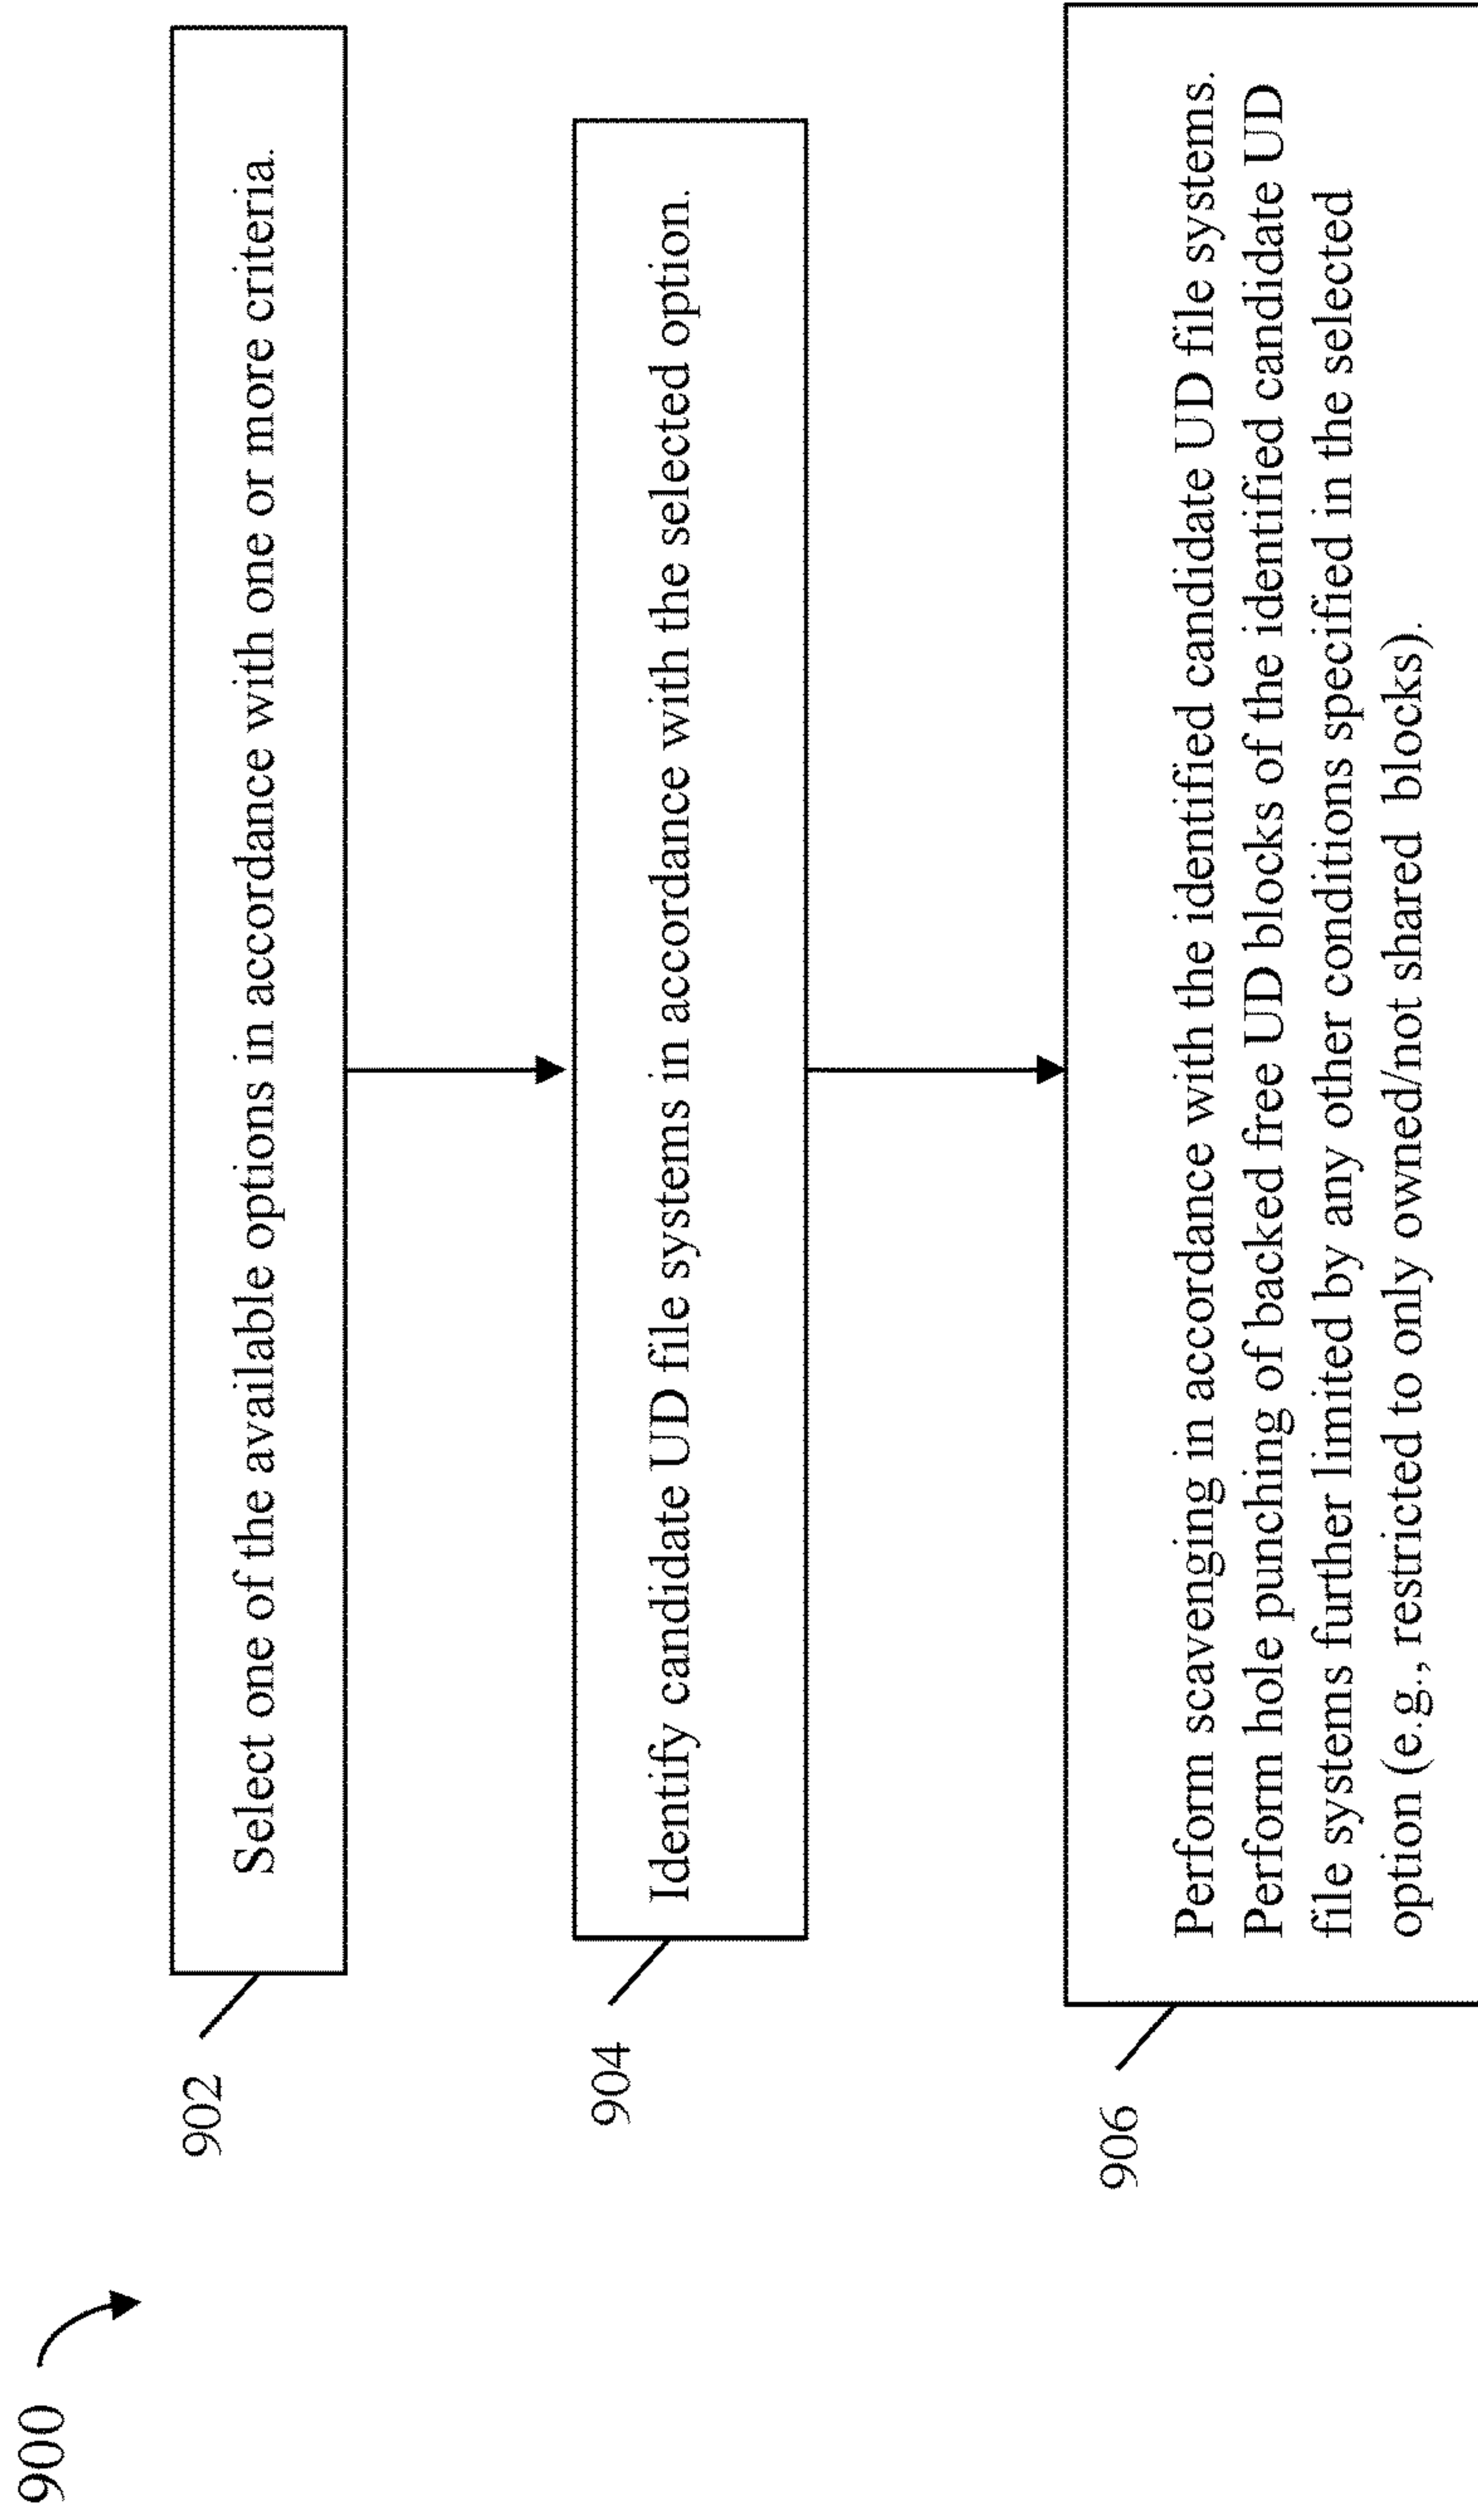 900
902
Select one of the available options in accordance with one or more criteria.
904
Identify candidate UD file systems in accordance with the selected option.
906
Perform scavenging in accordance with the identified candidate UD file systems.
Perform hole punching of backed free UD blocks of the identified candidate UD
file systems further limited by any other conditions specified in the selected
option (e.g., restricted to only owned/not shared blocks).